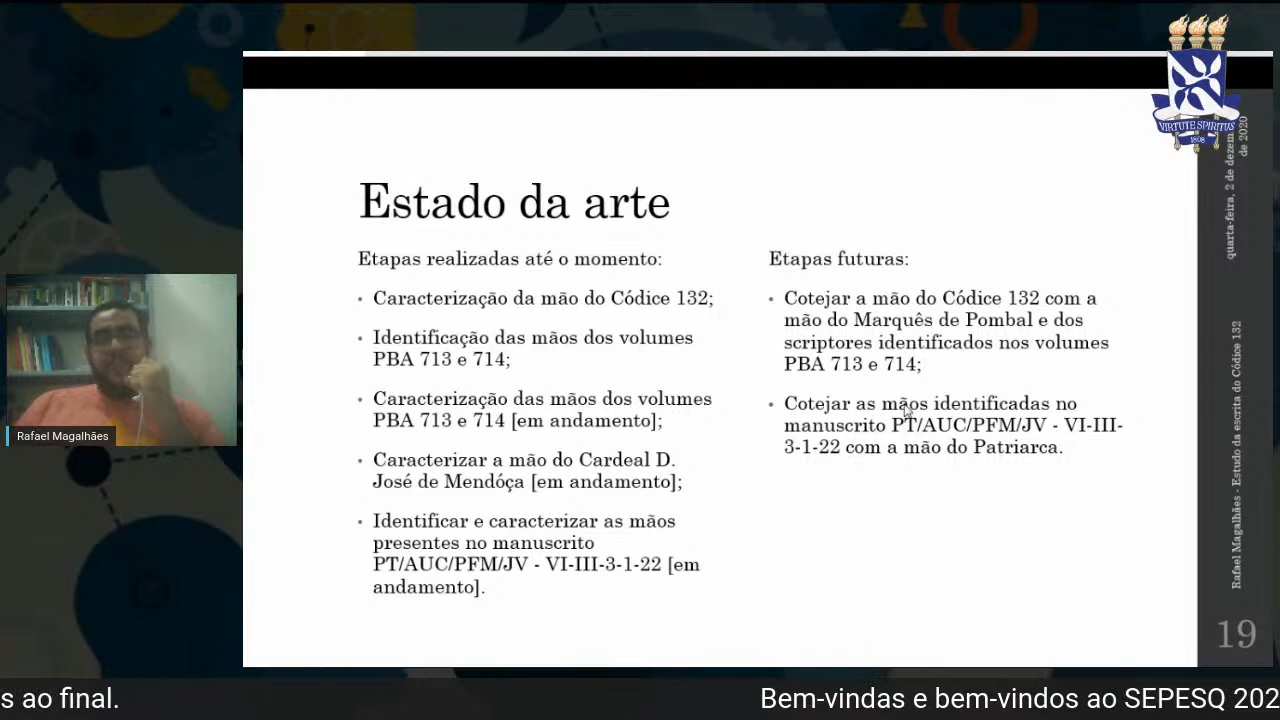 VIRTUTE SPIRITUS
1808
quarta-feira, 2 de dezem
de 2020
Estado da arte
Etapas realizadas até o momento:
• Caracterização da mão do Códice 132;
• Identificação das mãos dos volumes
PBA 713 e 714;
• Caracterização das mãos dos volumes
PBA 713 e 714 [em andamento];
• Caracterizar a mão do Cardeal D.
José de Mendóça [em andamento];
• Identificar e caracterizar as mãos
presentes no manuscrito
PT/AUC/PFM/JV - VI-III-3-1-22 [em
andamento].
Etapas futuras:
• Cotejar a mão do Códice 132 com a
mão do Marquês de Pombal e dos
scriptores identificados nos volumes
PBA 713 e 714;
• Cotejar as mãos identificadas no
manuscrito PT/AUC/PFM/JV - VI-III-
3-1-22 com a mão do Patriarca.
Rafael Magalhães - Estudo da escrita do Códice 132
19
Rafael Magalhães
s ao final.
Bem-vindas e bem-vindos ao SEPESQ 202